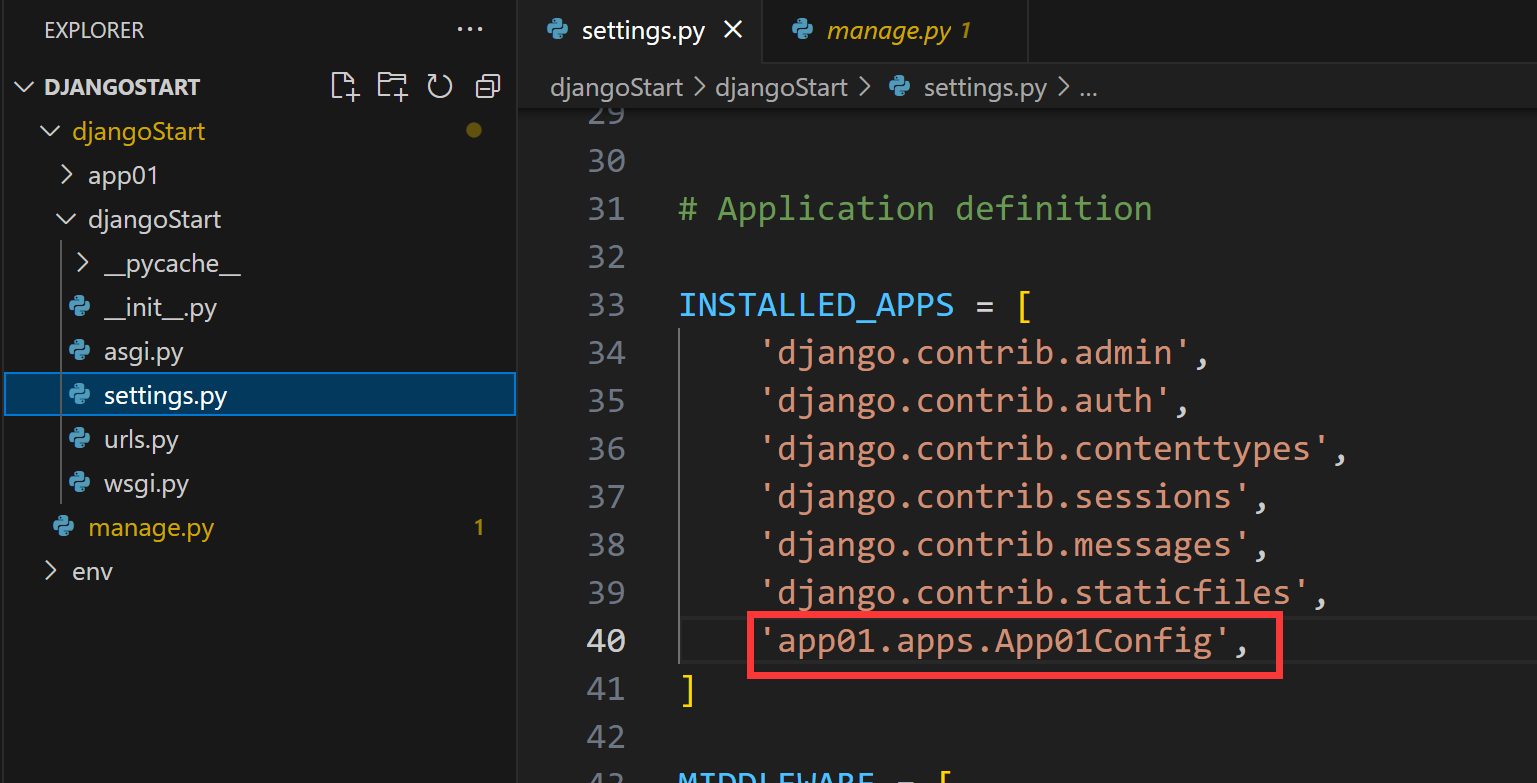 EXPLORER
...
DJANGOSTART
djangoStart
app01
djangoStart
__pycache__
__init__.py
asgi.py
settings.py
urls.py
wsgi.py
manage.py 1
env
settings.py
manage.py 1
djangoStart > djangoStart > settings.py > ...
29
30
31 # Application definition
32
33 INSTALLED_APPS = [
34 'django.contrib.admin',
35 'django.contrib.auth',
36 'django.contrib.contenttypes',
37 'django.contrib.sessions',
38 'django.contrib.messages',
39 'django.contrib.staticfiles',
40 'app01.apps.App01Config',
41 ]
42
43 MIDDLEWARE = [